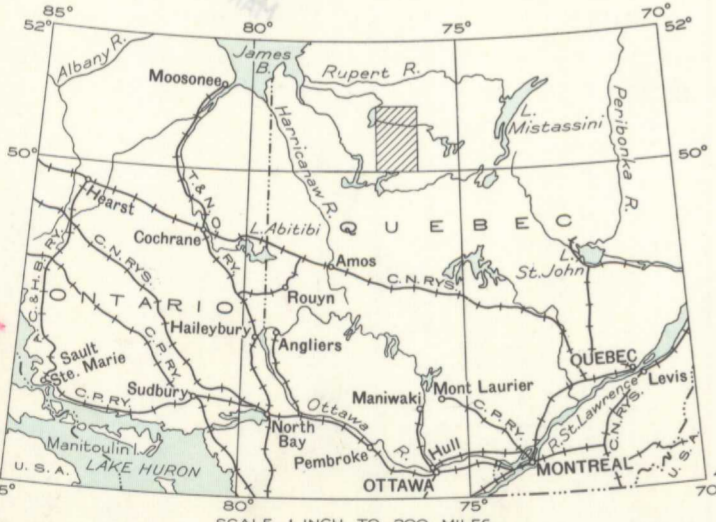 85°
80°
75°
70°
52°
52°
Albany R.
James
B.
Moosonee
Rupert R.
L.
Mistassini
Peribonka R.
Harricanaw R.
50°
50°
Hearst
T. & N.O. RY.
Cochrane
L. Abitibi
QUEBEC
L.
St. John
Amos
C.N. RYS.
C.N. RYS.
A.C. & H.B. RY.
ONTARIO
Rouyn
C.P. RY.
Haileybury
Angliers
Sault
Ste. Marie
QUEBEC
Levis
Sudbury
C.P. RY.
Maniwaki
Mont Laurier
C.P. RY.
R. St. Lawrence
C.N. RYS.
Ottawa R.
North
Bay
Manitoulin I.
Pembroke
Hull
U.S.A.
LAKE HURON
OTTAWA
MONTREAL
U.S.A.
5°
80°
75°
70